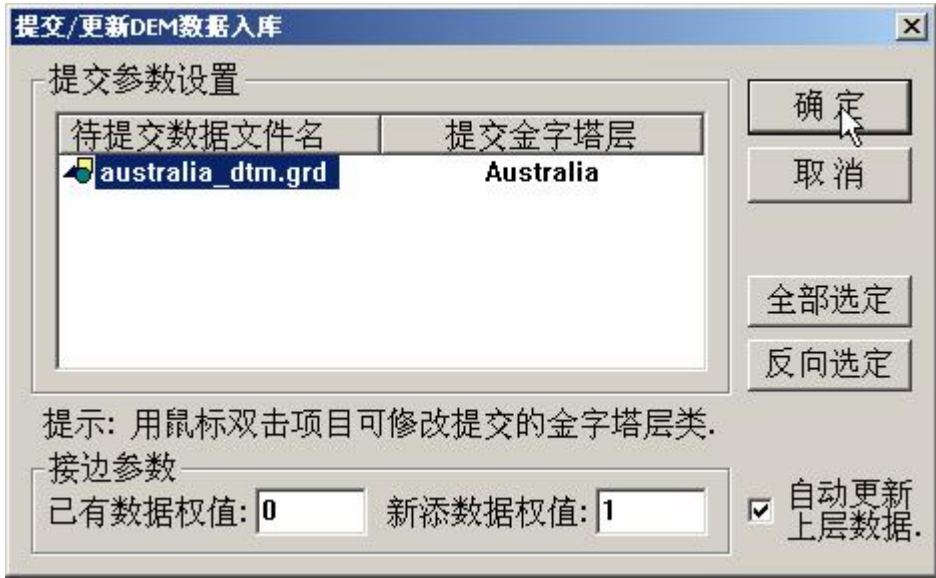 提交/更新DEM数据入库
提交参数设置
待提交数据文件名 提交金字塔层
australia_dtm.grd Australia
确定
取消
全部选定
反向选定
提示: 用鼠标双击项目可修改提交的金字塔层类.
接边参数
已有数据权值: 0 新添数据权值: 1
自动更新
上层数据.